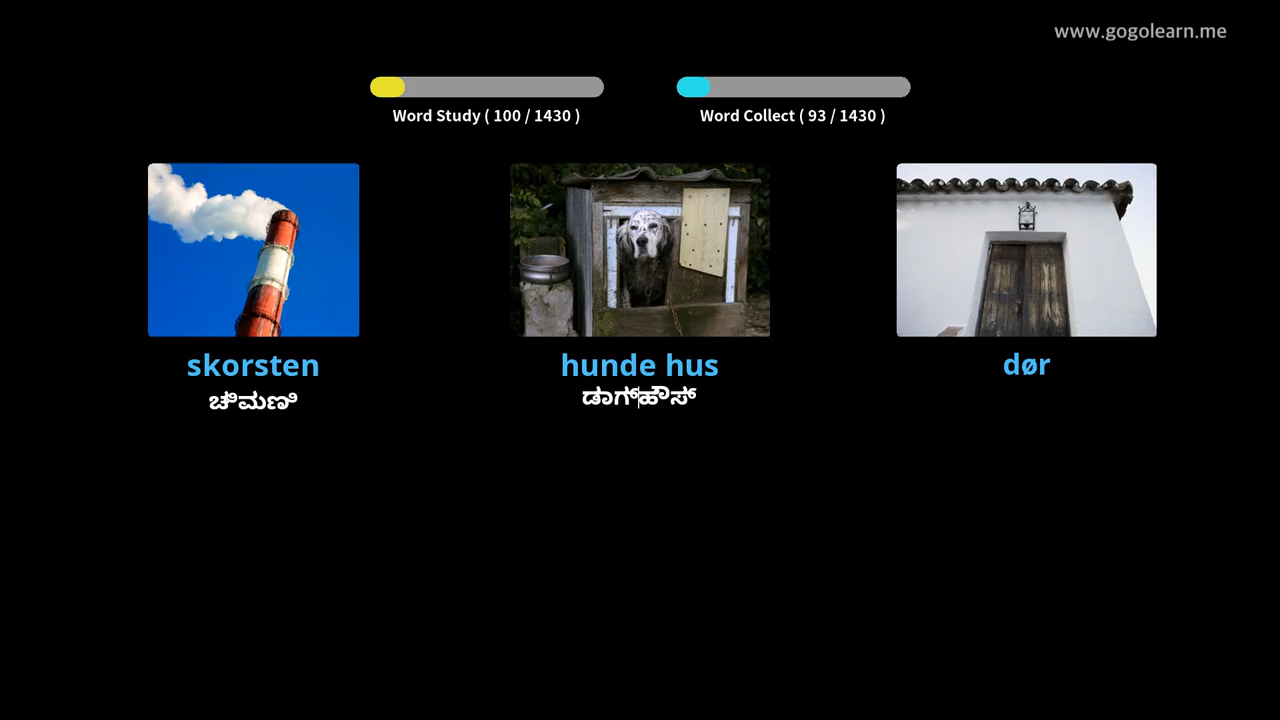 www.gogolearn.me
Word Study ( 100 / 1430 )
Word Collect ( 93 / 1430 )
skorsten
hunde hus
dør
ಚಿಮಣಿ
ಡಾಗ್‌ಹೌಸ್